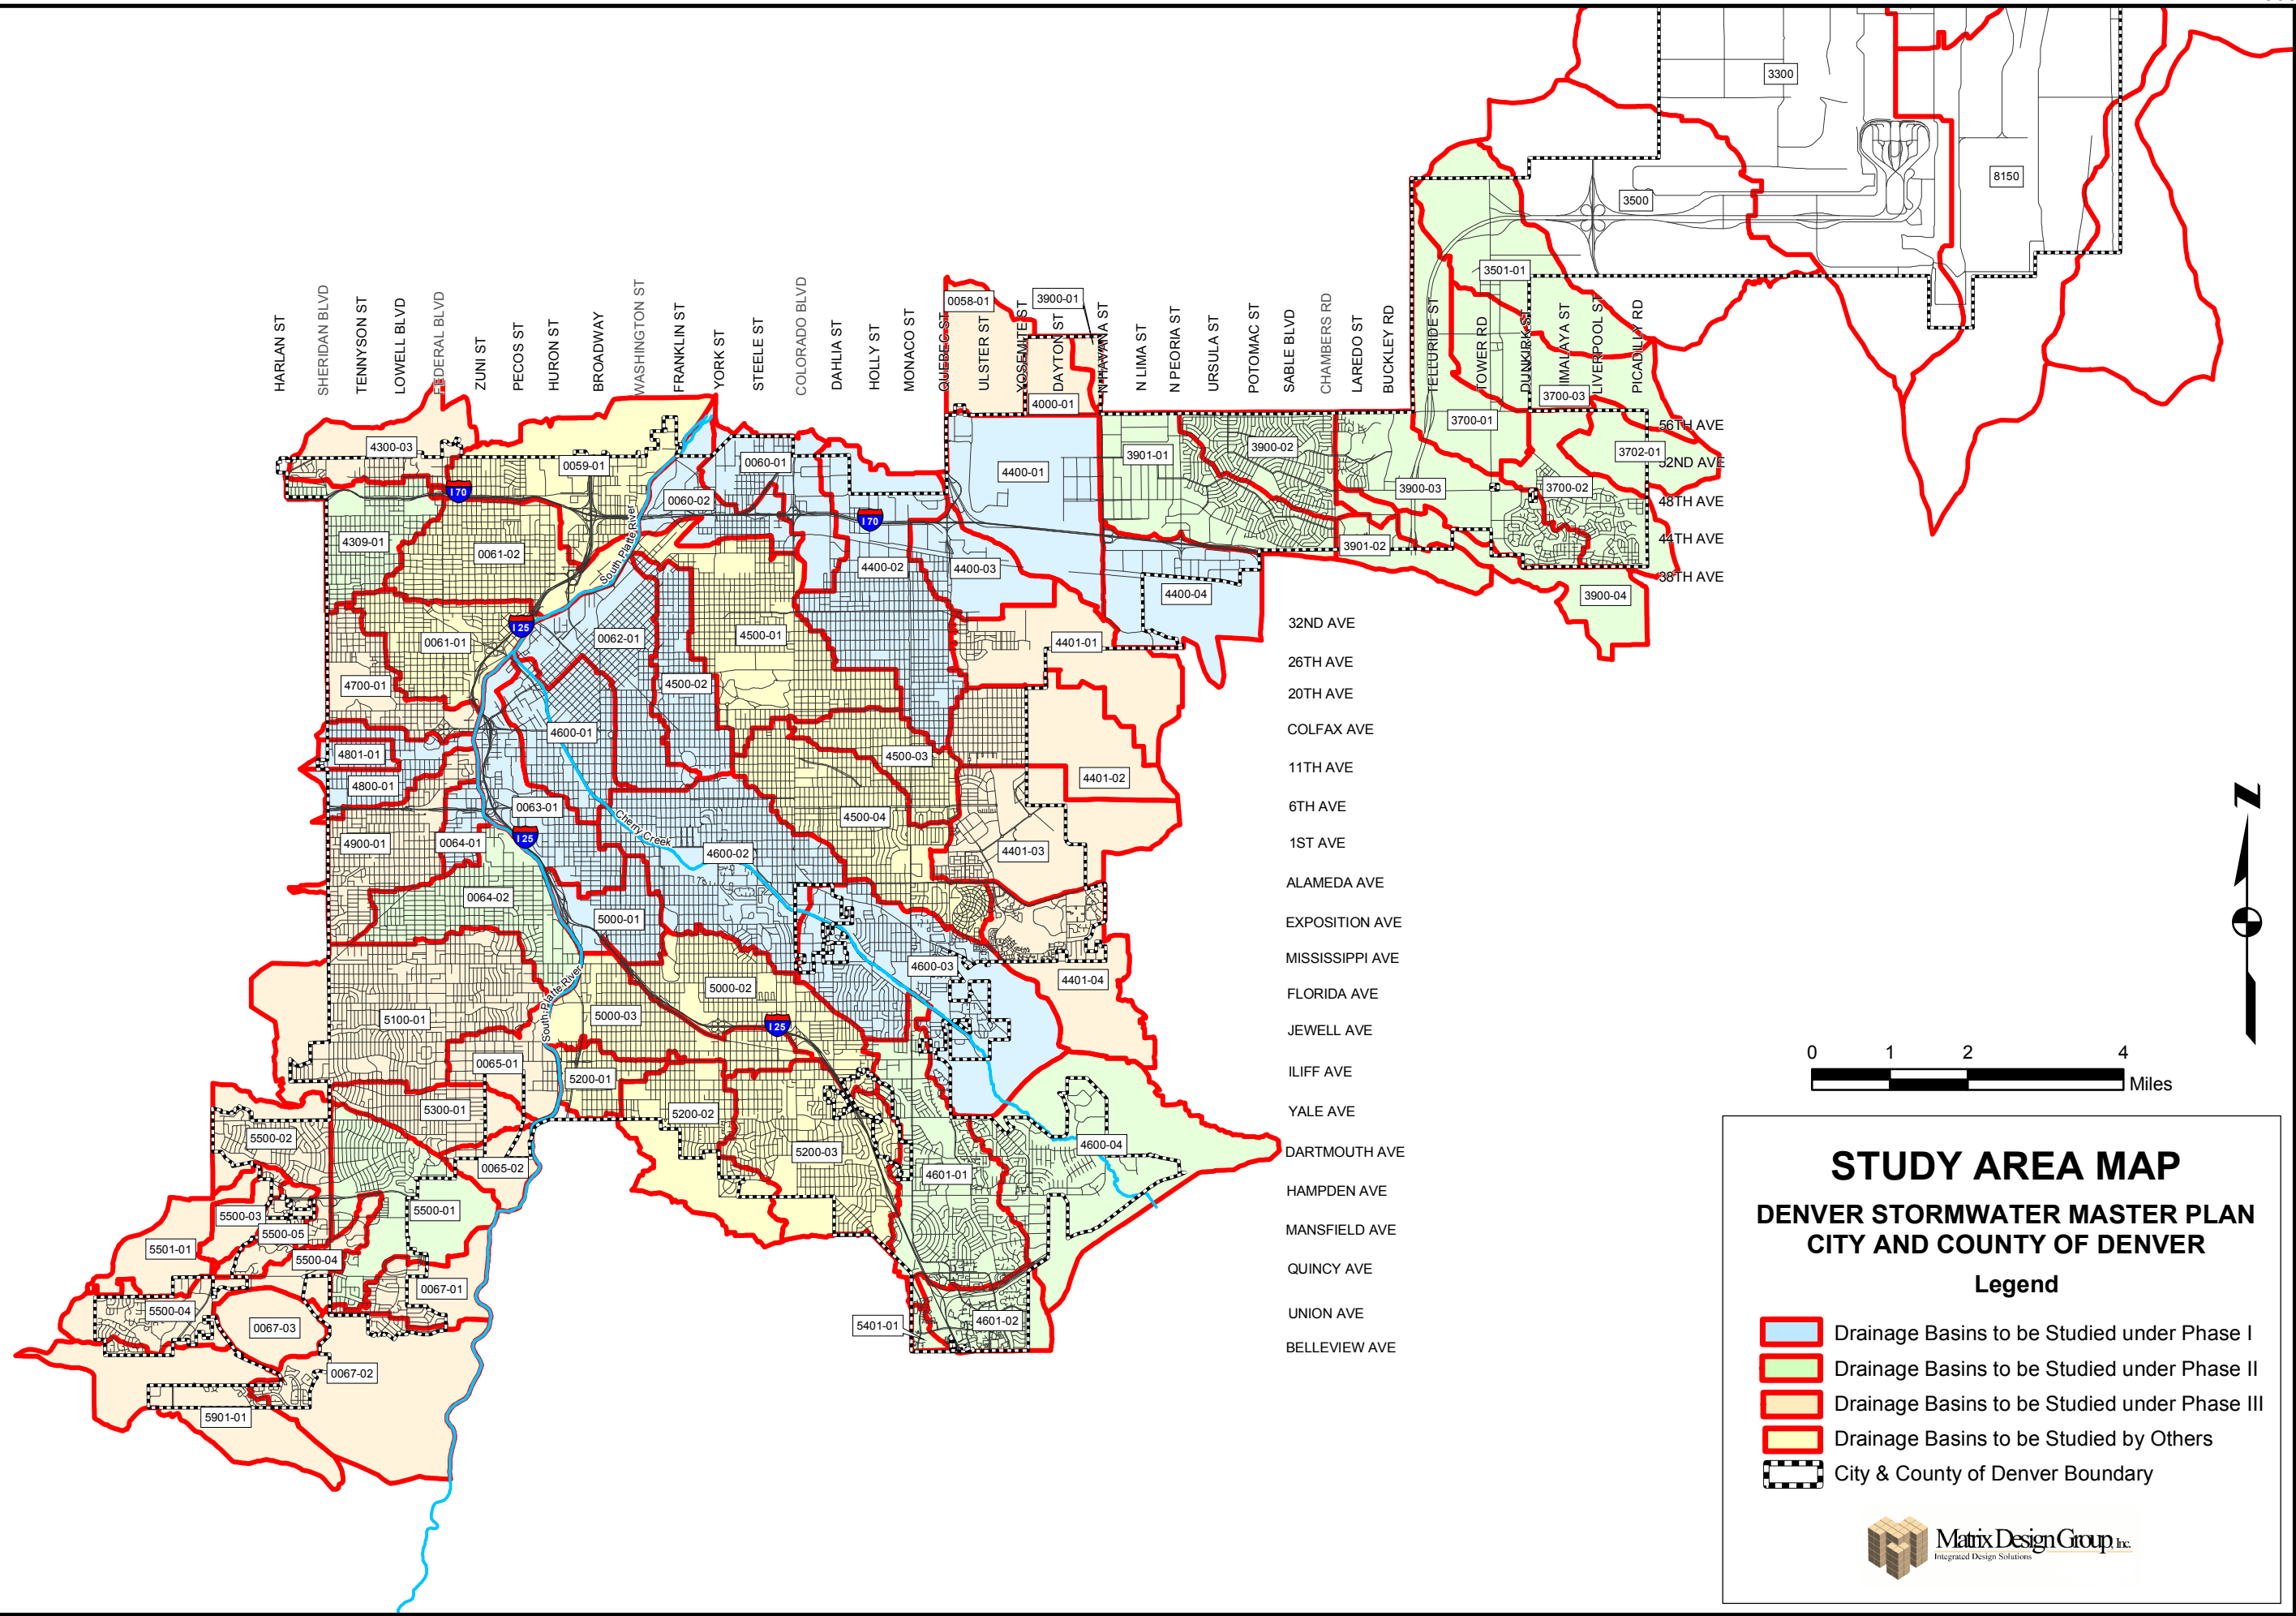 3300
8150
3500
3501-01
0058-01
3900-01
HARLAN ST
SHERIDAN BLVD
TENNYSON ST
LOWELL BLVD
FEDERAL BLVD
ZUNI ST
PECOS ST
HURON ST
BROADWAY
WASHINGTON ST
FRANKLIN ST
YORK ST
STEELE ST
COLORADO BLVD
DAHLIA ST
HOLLY ST
MONACO ST
QUEBEC ST
ULSTER ST
YOSEMITE ST
DAYTON ST
N HAVANA ST
N LIMA ST
N PEORIA ST
URSULA ST
POTOMAC ST
SABLE BLVD
CHAMBERS RD
LAREDO ST
BUCKLEY RD
TELLURIDE ST
TOWER RD
DUNKIRK ST
IMALAYA ST
LIVERPOOL ST
PICADILLY RD
3700-03
4000-01
3700-01
56TH AVE
4300-03
3900-02
3901-01
3702-01
52ND AVE
0059-01
0060-01
4400-01
I 70
3900-03
3700-02
0060-02
48TH AVE
I 70
South Platte River
4309-01
0061-02
44TH AVE
3901-02
4400-02
4400-03
38TH AVE
4400-04
3900-04
I 25
32ND AVE
0062-01
4500-01
0061-01
4401-01
26TH AVE
4700-01
4500-02
20TH AVE
COLFAX AVE
4600-01
4801-01
4500-03
11TH AVE
4401-02
4800-01
0063-01
6TH AVE
4500-04
Cherry Creek
I 25
4900-01
0064-01
1ST AVE
4600-02
4401-03
ALAMEDA AVE
0064-02
5000-01
EXPOSITION AVE
MISSISSIPPI AVE
4600-03
4401-04
5000-02
FLORIDA AVE
South Platte River
5100-01
5000-03
I 25
JEWELL AVE
0065-01
5200-01
ILIFF AVE
5300-01
5200-02
YALE AVE
5500-02
4600-04
5200-03
DARTMOUTH AVE
0065-02
4601-01
HAMPDEN AVE
5500-03
5500-01
5500-05
MANSFIELD AVE
5501-01
5500-04
QUINCY AVE
0067-01
5500-04
UNION AVE
0067-03
5401-01
4601-02
BELLEVIEW AVE
0067-02
5901-01
N
0 1 2 4
Miles
STUDY AREA MAP
DENVER STORMWATER MASTER PLAN
CITY AND COUNTY OF DENVER
Legend
Drainage Basins to be Studied under Phase I
Drainage Basins to be Studied under Phase II
Drainage Basins to be Studied under Phase III
Drainage Basins to be Studied by Others
City & County of Denver Boundary
Matrix Design Group, Inc.
Integrated Design Solutions